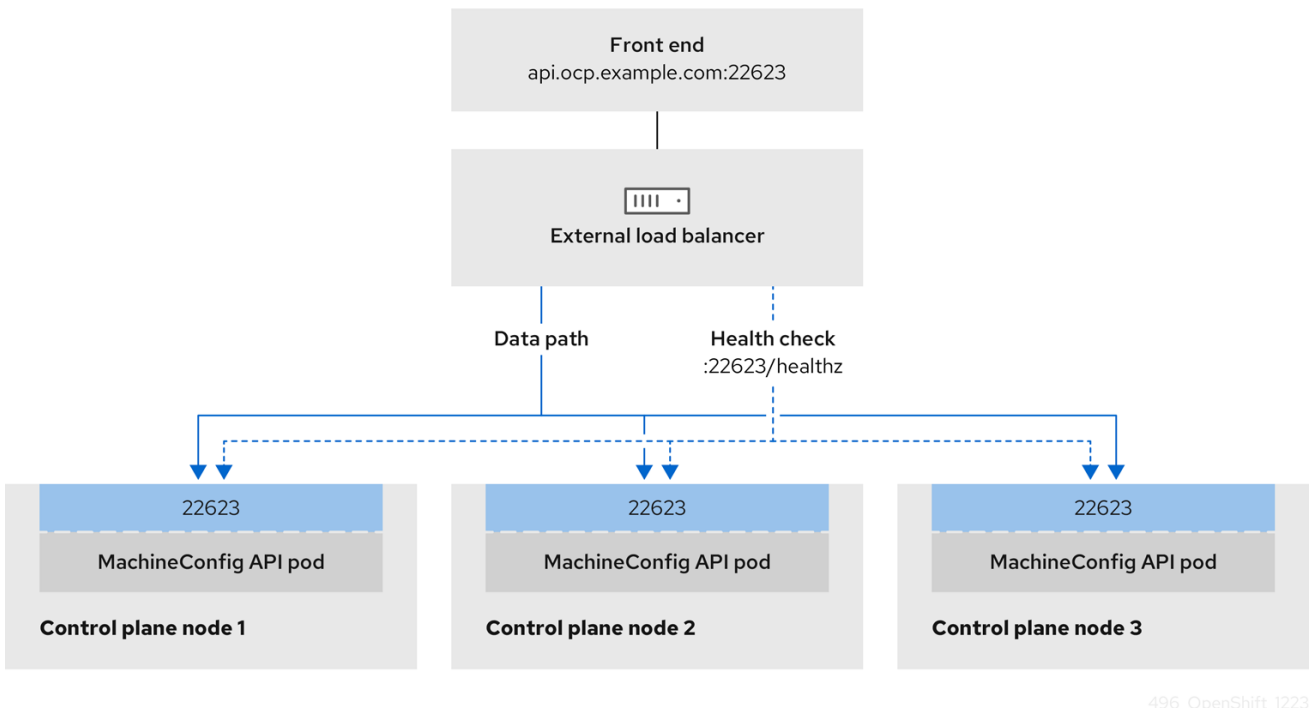 Front end
api.ocp.example.com:22623
External load balancer
Data path
Health check
:22623/healthz
22623
22623
22623
MachineConfig API pod
MachineConfig API pod
MachineConfig API pod
Control plane node 1
Control plane node 2
Control plane node 3
496_OpenShift_1223